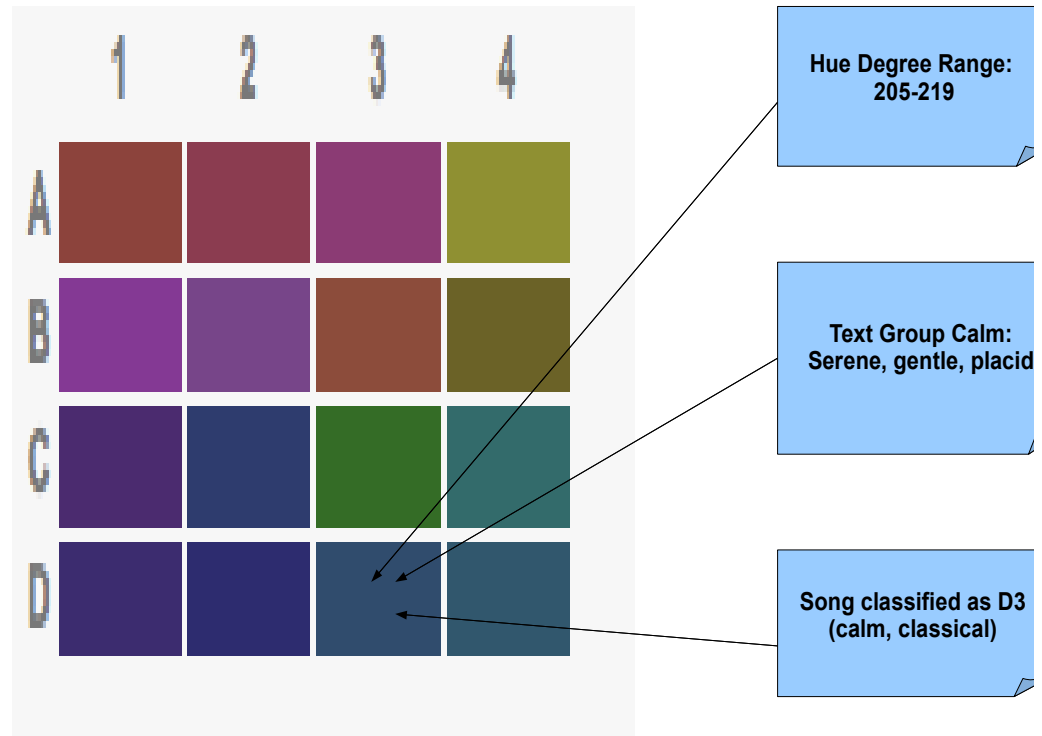 1 2 3 4
A
B
C
D
Hue Degree Range:
205-219
Text Group Calm:
Serene, gentle, placid
Song classified as D3
(calm, classical)